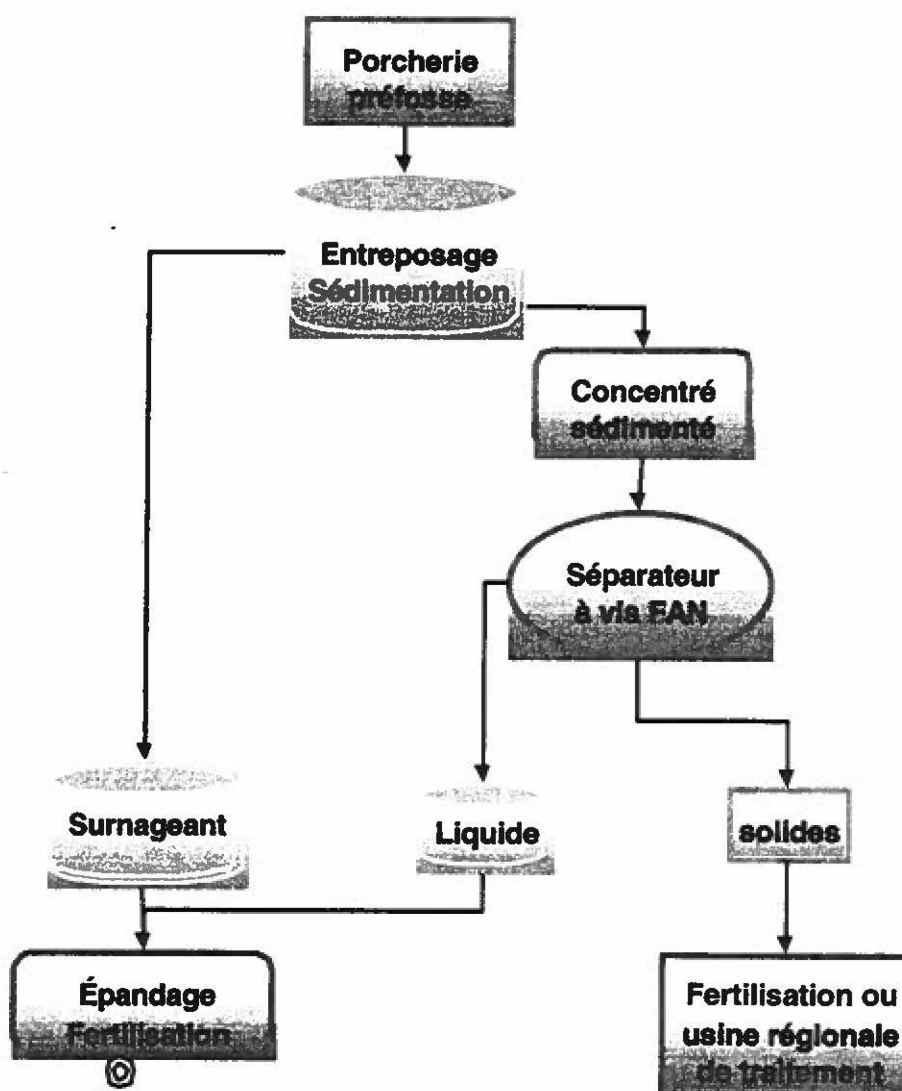 Porcherie
préfosse
Entreposage
Sédimentation
Concentré
sédimenté
Séparateur
à vis FAN
Surnageant
Liquide
solides
Épandage
Fertilisation
Fertilisation ou
usine régionale
de traitement